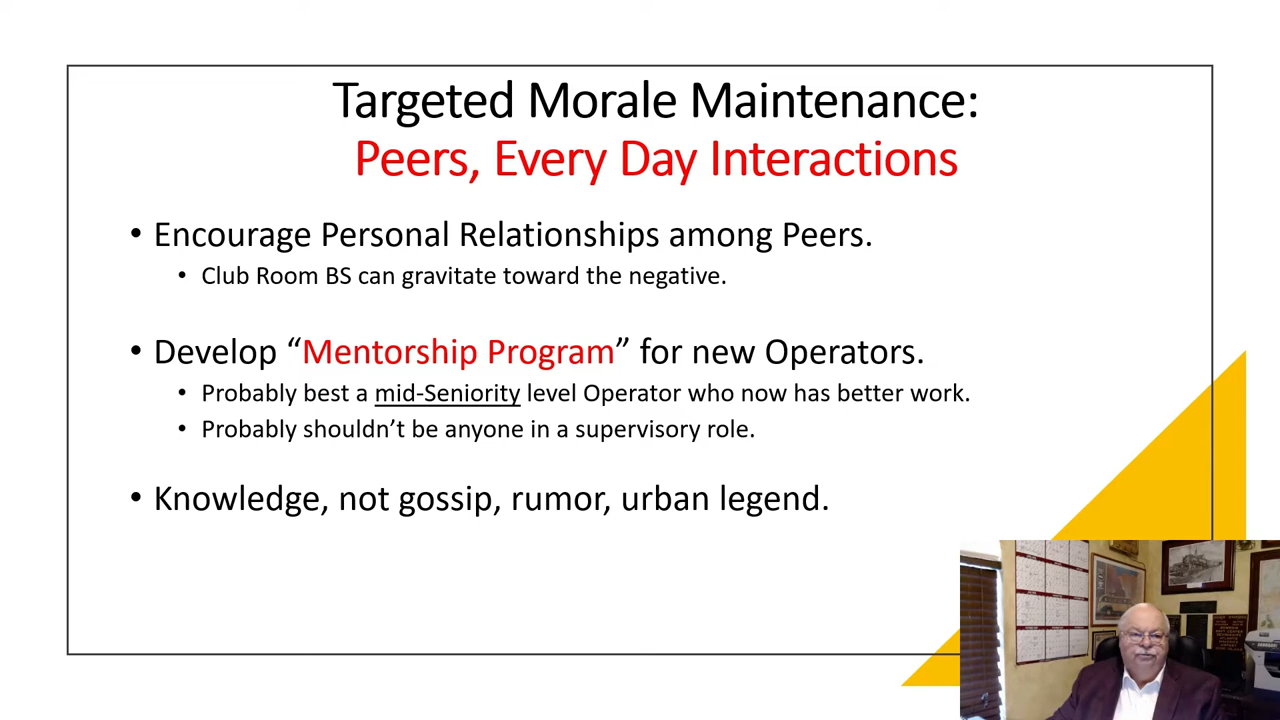 Targeted Morale Maintenance:
Peers, Every Day Interactions
• Encourage Personal Relationships among Peers.
• Club Room BS can gravitate toward the negative.
• Develop “Mentorship Program” for new Operators.
• Probably best a mid-Seniority level Operator who now has better work.
• Probably shouldn’t be anyone in a supervisory role.
• Knowledge, not gossip, rumor, urban legend.